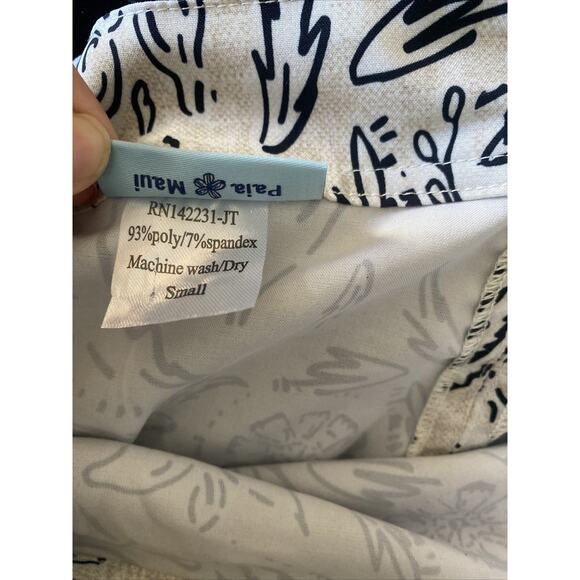 Paia Maui
RN142231-JT
93%poly/7%spandex
Machine wash/Dry
Small